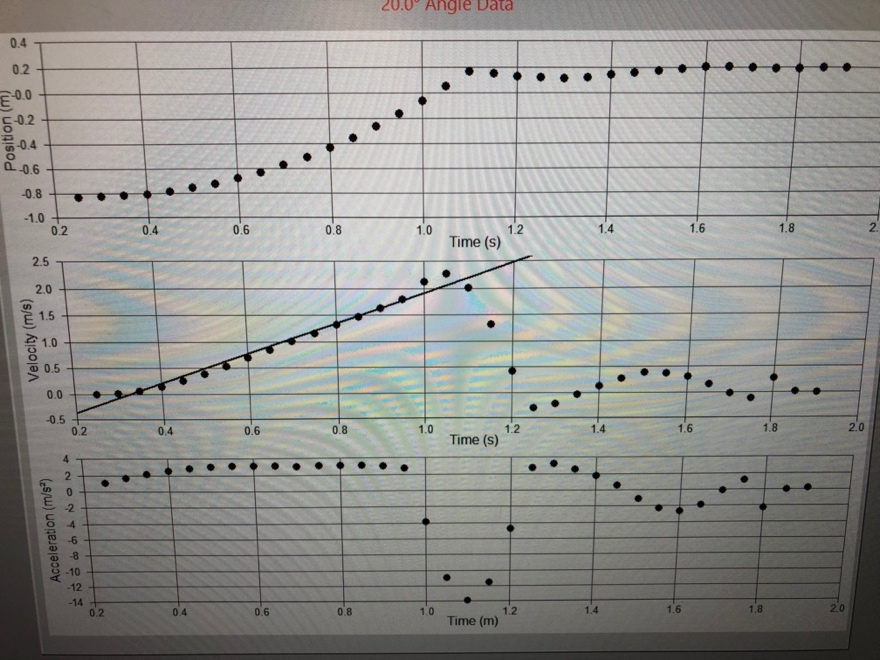 20.0° Angle Data
0.4
0.2
-0.0
-0.2
-0.4
-0.6
-0.8
-1.0
Position (m)
0.2 0.4 0.6 0.8 1.0 1.2 1.4 1.6 1.8 2.
Time (s)
2.5
2.0
1.5
1.0
0.5
0.0
-0.5
Velocity (m/s)
0.2 0.4 0.6 0.8 1.0 1.2 1.4 1.6 1.8 2.0
Time (s)
4
2
0
-2
-4
-6
-8
-10
-12
-14
Acceleration (m/s²)
0.2 0.4 0.6 0.8 1.0 1.2 1.4 1.6 1.8 2.0
Time (m)